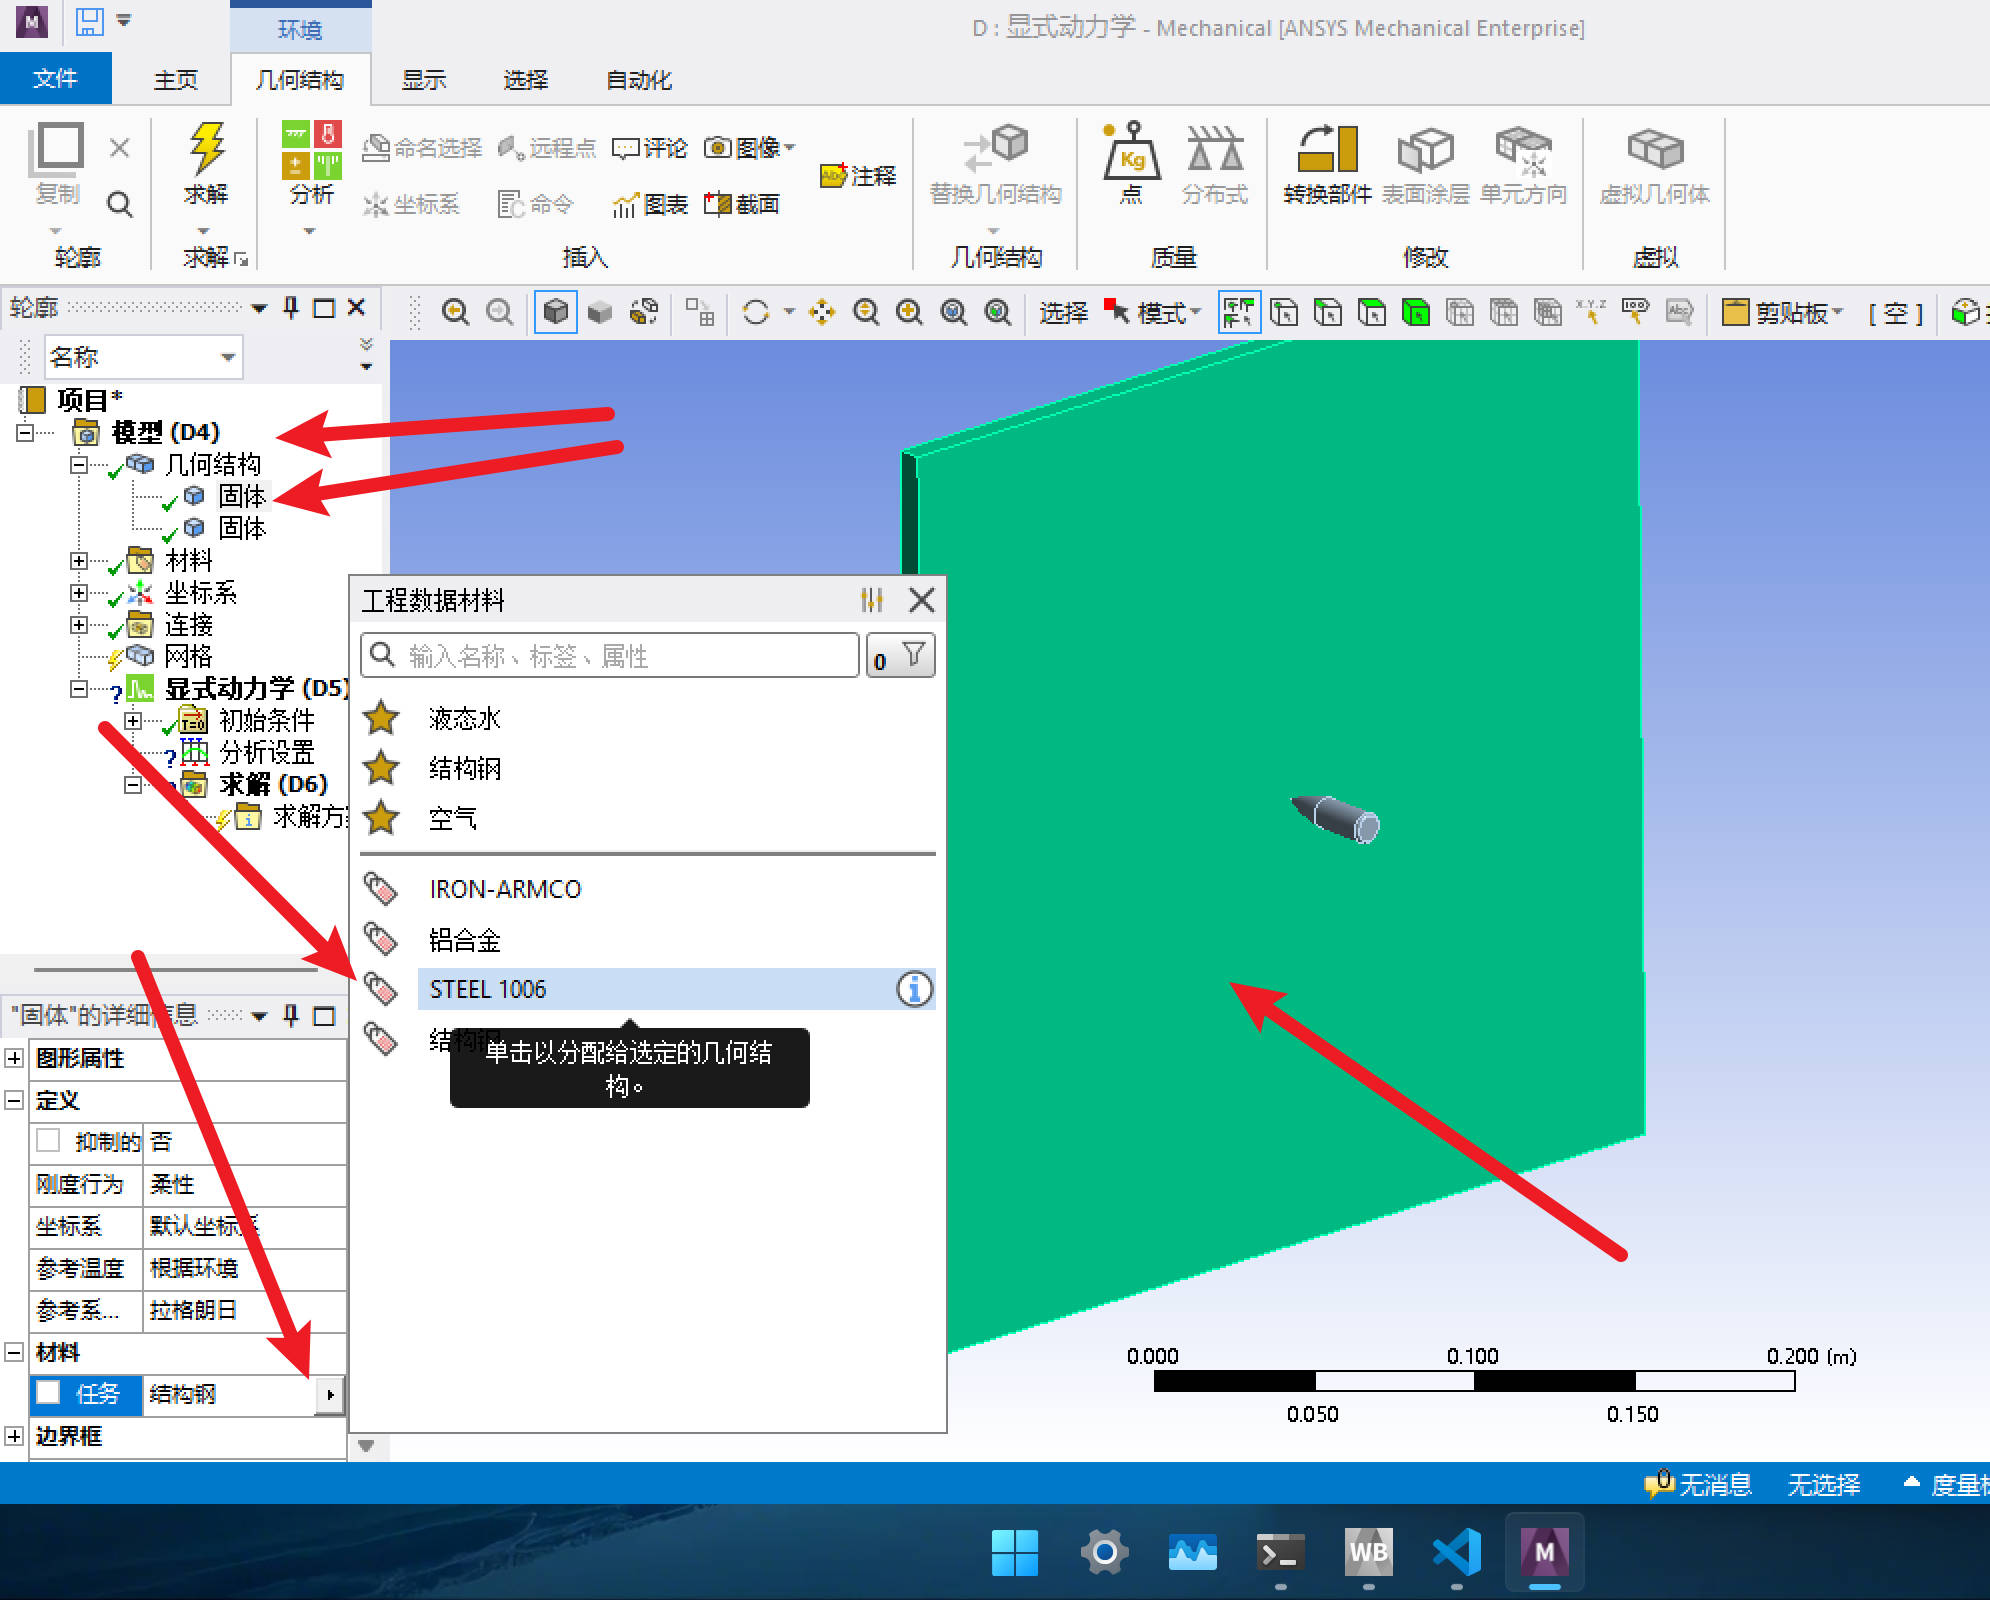 M
环境
D : 显式动力学 - Mechanical [ANSYS Mechanical Enterprise]
文件
主页
几何结构
显示
选择
自动化
复制
轮廓
求解
求解
分析
命名选择
远程点
评论
图像
坐标系
命令
图表
截面
注释
插入
替换几何结构
几何结构
Kg
点
分布式
质量
转换部件
表面涂层
单元方向
修改
虚拟几何体
虚拟
轮廓
选择
模式
剪贴板
[ 空 ]
名称
项目*
模型 (D4)
几何结构
固体
固体
材料
坐标系
连接
网格
显式动力学 (D5)
初始条件
分析设置
求解 (D6)
求解方
工程数据材料
输入名称、标签、属性
0
液态水
结构钢
空气
IRON-ARMCO
铝合金
STEEL 1006
结构钢
单击以分配给选定的几何结
构。
"固体"的详细信息
图形属性
定义
抑制的 否
刚度行为 柔性
坐标系 默认坐标系
参考温度 根据环境
参考系... 拉格朗日
材料
任务 结构钢
边界框
0.000
0.100
0.200 (m)
0.050
0.150
0
无消息
无选择
度量
WB
M